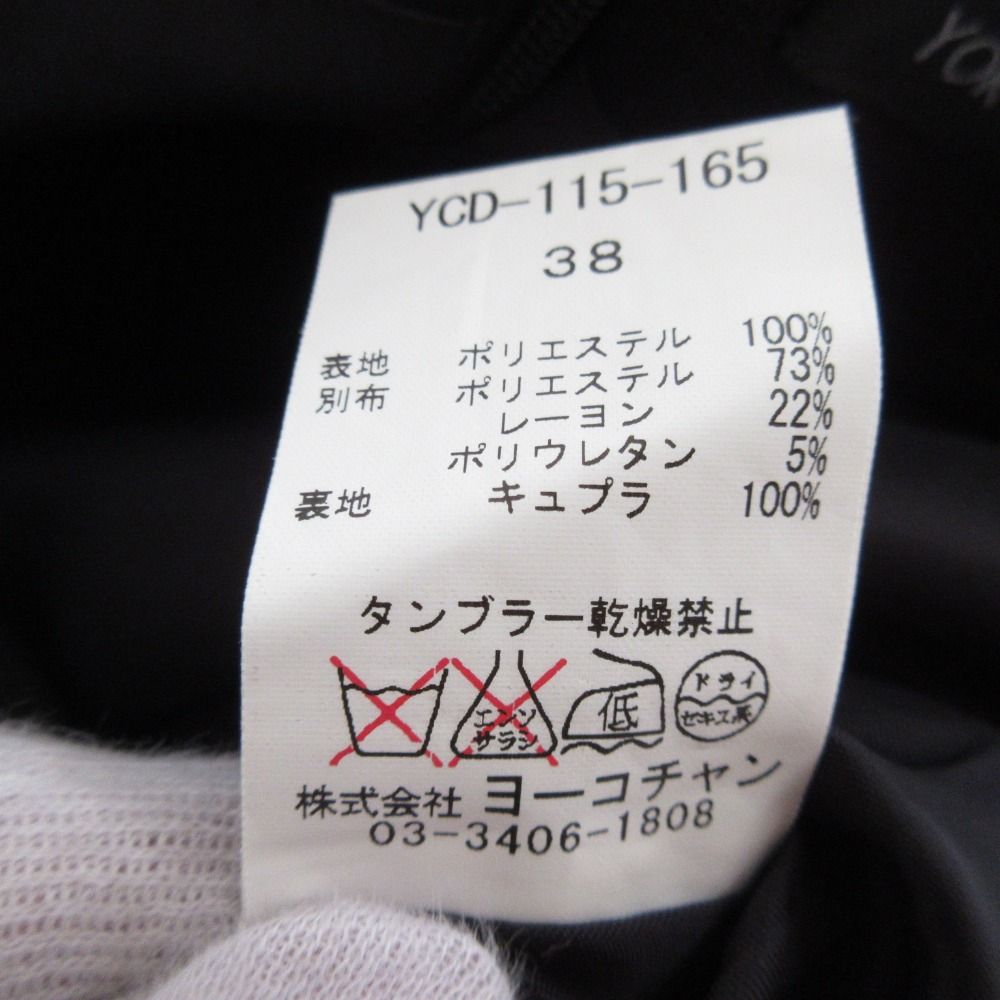 YCD-115-165
38
表地 ポリエステル 100%
別布 ポリエステル 73%
レーヨン 22%
ポリウレタン 5%
裏地 キュプラ 100%
タンブラー乾燥禁止
エンソ
サラシ
低
ドライ
セキユ系
株式会社 ヨーコチャン
03-3406-1808